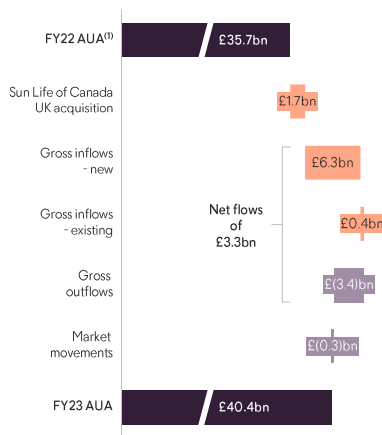 FY22 AUA(1)
£35.7bn
Sun Life of Canada
UK acquisition
£1.7bn
Gross inflows
- new
£6.3bn
Net flows
of
£3.3bn
Gross inflows
- existing
£0.4bn
Gross
outflows
£(3.4)bn
Market
movements
£(0.3)bn
FY23 AUA
£40.4bn